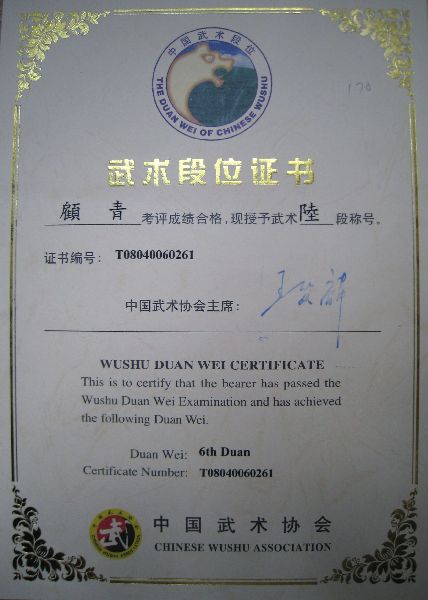 中国武术段位
THE DUAN WEI OF CHINESE WUSHU
170
武术段位证书
顧青考评成绩合格,现授予武术陸段称号。
证书编号: T08040060261
中国武术协会主席:
WUSHU DUAN WEI CERTIFICATE
This is to certify that the bearer has passed the
Wushu Duan Wei Examination and has achieved
the following Duan Wei.
Duan Wei: 6th Duan
Certificate Number: T08040060261
武
中国武术协会
CHINESE WUSHU ASSOCIATION